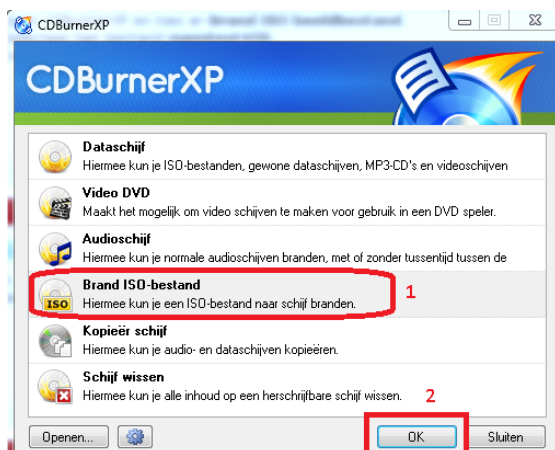 CDBurnerXP
CDBurnerXP
Dataschijf
Hiermee kun je ISO-bestanden, gewone dataschijven, MP3-CD's en videoschijven
Video DVD
Maakt het mogelijk om video schijven te maken voor gebruik in een DVD speler.
Audioschijf
Hiermee kun je normale audioschijven branden, met of zonder tussentijd tussen de
Brand ISO-bestand
1
ISO
Hiermee kun je een ISO-bestand naar schijf branden.
Kopieër schijf
Hiermee kun je audio- en dataschijven kopieëren.
Schijf wissen
Hiermee kun je alle inhoud op een herschrijfbare schijf wissen.
2
Openen...
OK
Sluiten